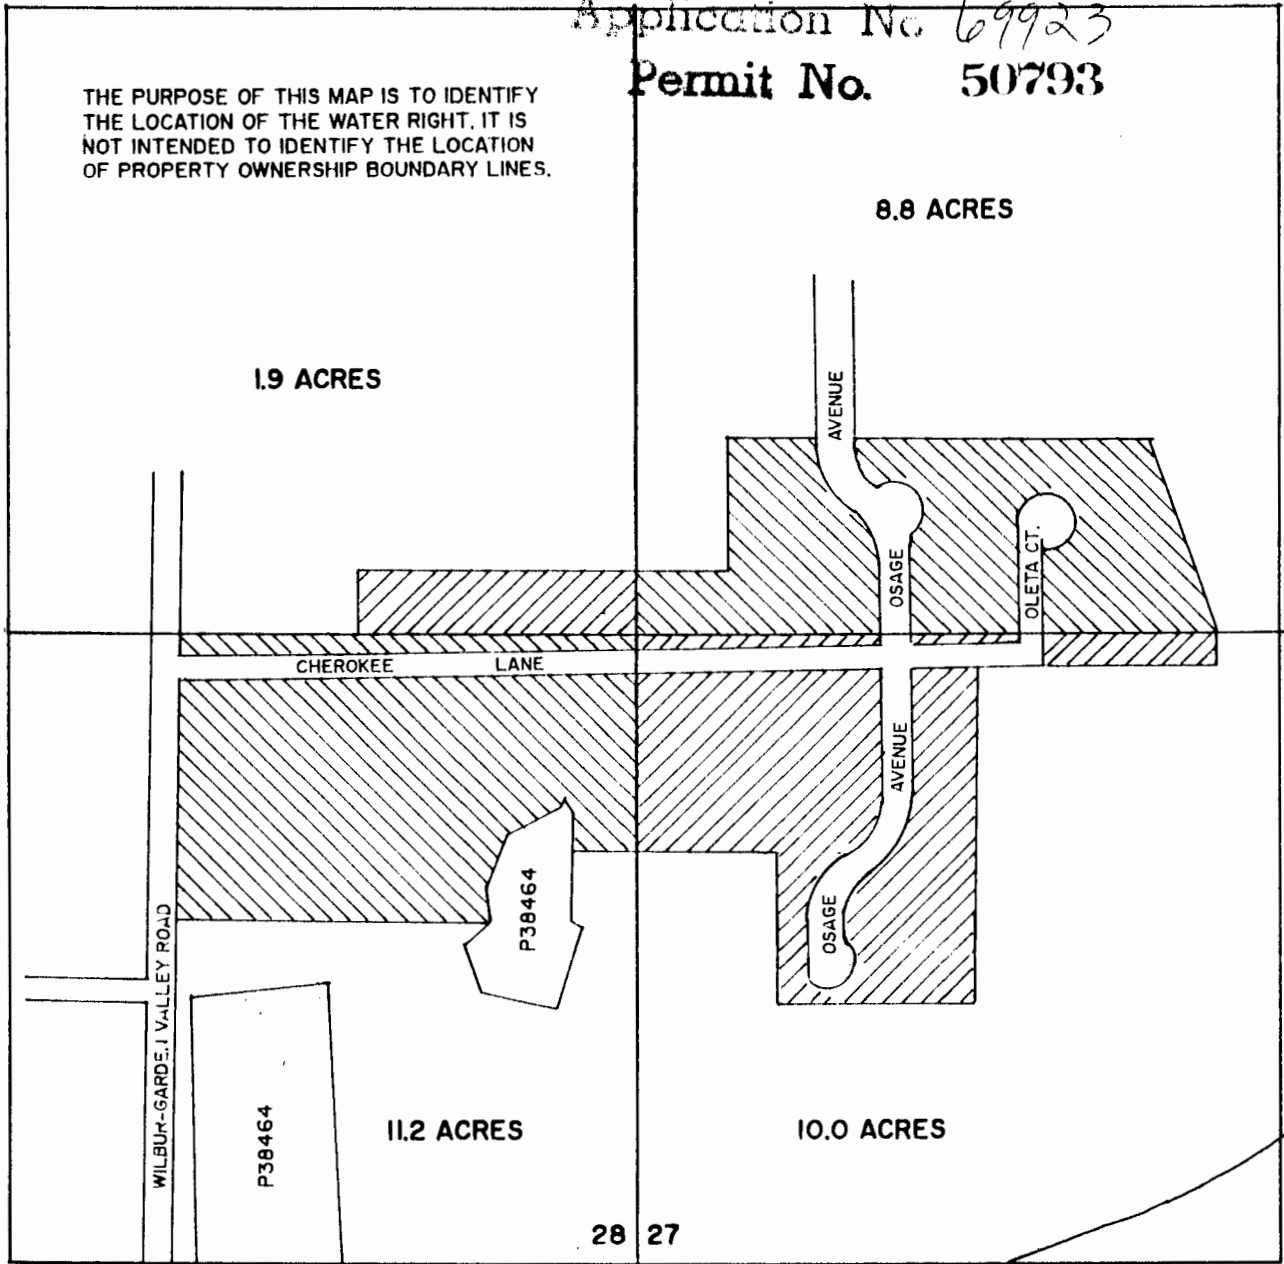 Application No 69923
Permit No. 50793
THE PURPOSE OF THIS MAP IS TO IDENTIFY
THE LOCATION OF THE WATER RIGHT. IT IS
NOT INTENDED TO IDENTIFY THE LOCATION
OF PROPERTY OWNERSHIP BOUNDARY LINES.
8.8 ACRES
1.9 ACRES
AVENUE
OSAGE
OLETA CT.
CHEROKEE LANE
AVENUE
OSAGE
P38464
WILBUR-GARDEN VALLEY ROAD
P38464
11.2 ACRES
10.0 ACRES
28 27